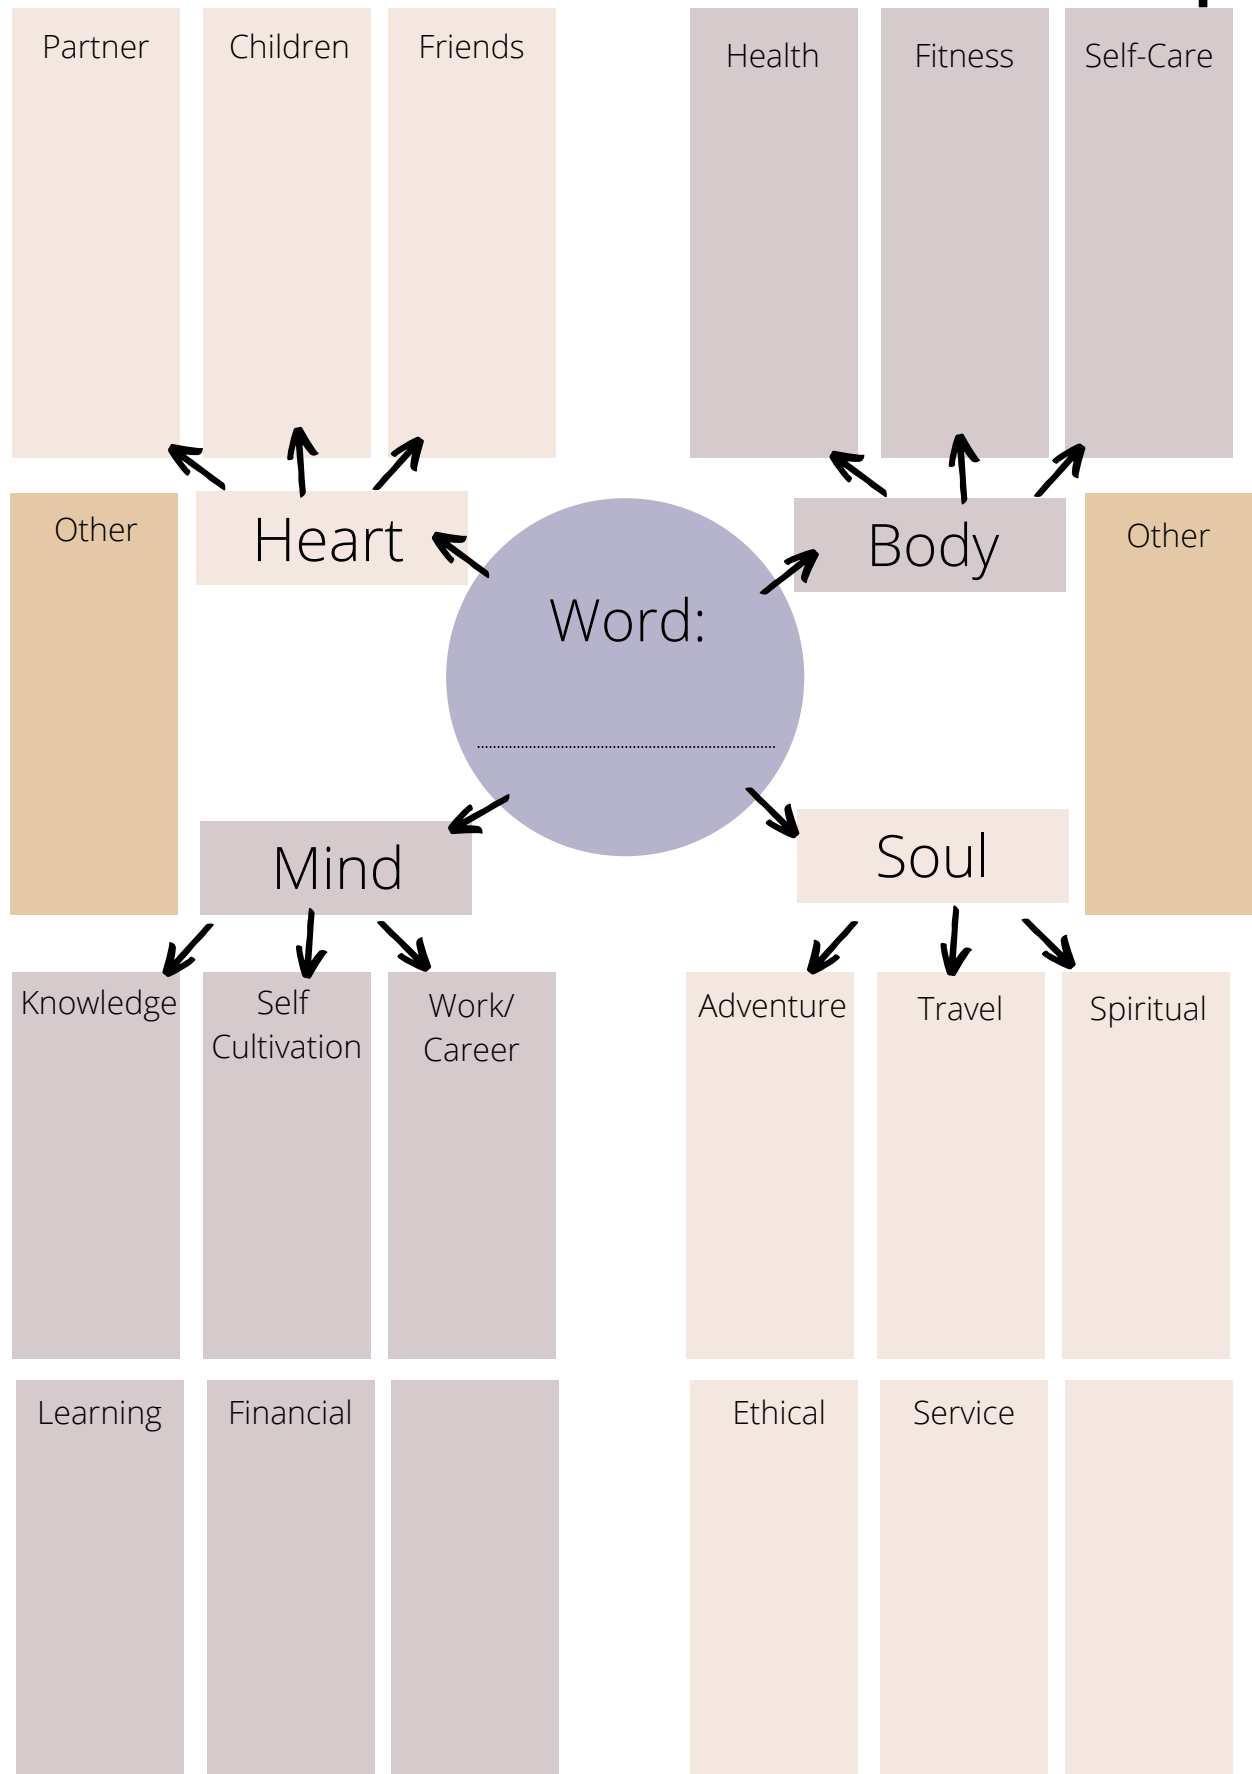 Partner
Children
Friends
Health
Fitness
Self-Care
Other
Heart
Body
Other
Word:
Mind
Soul
Knowledge
Self
Cultivation
Work/
Career
Adventure
Travel
Spiritual
Learning
Financial
Ethical
Service